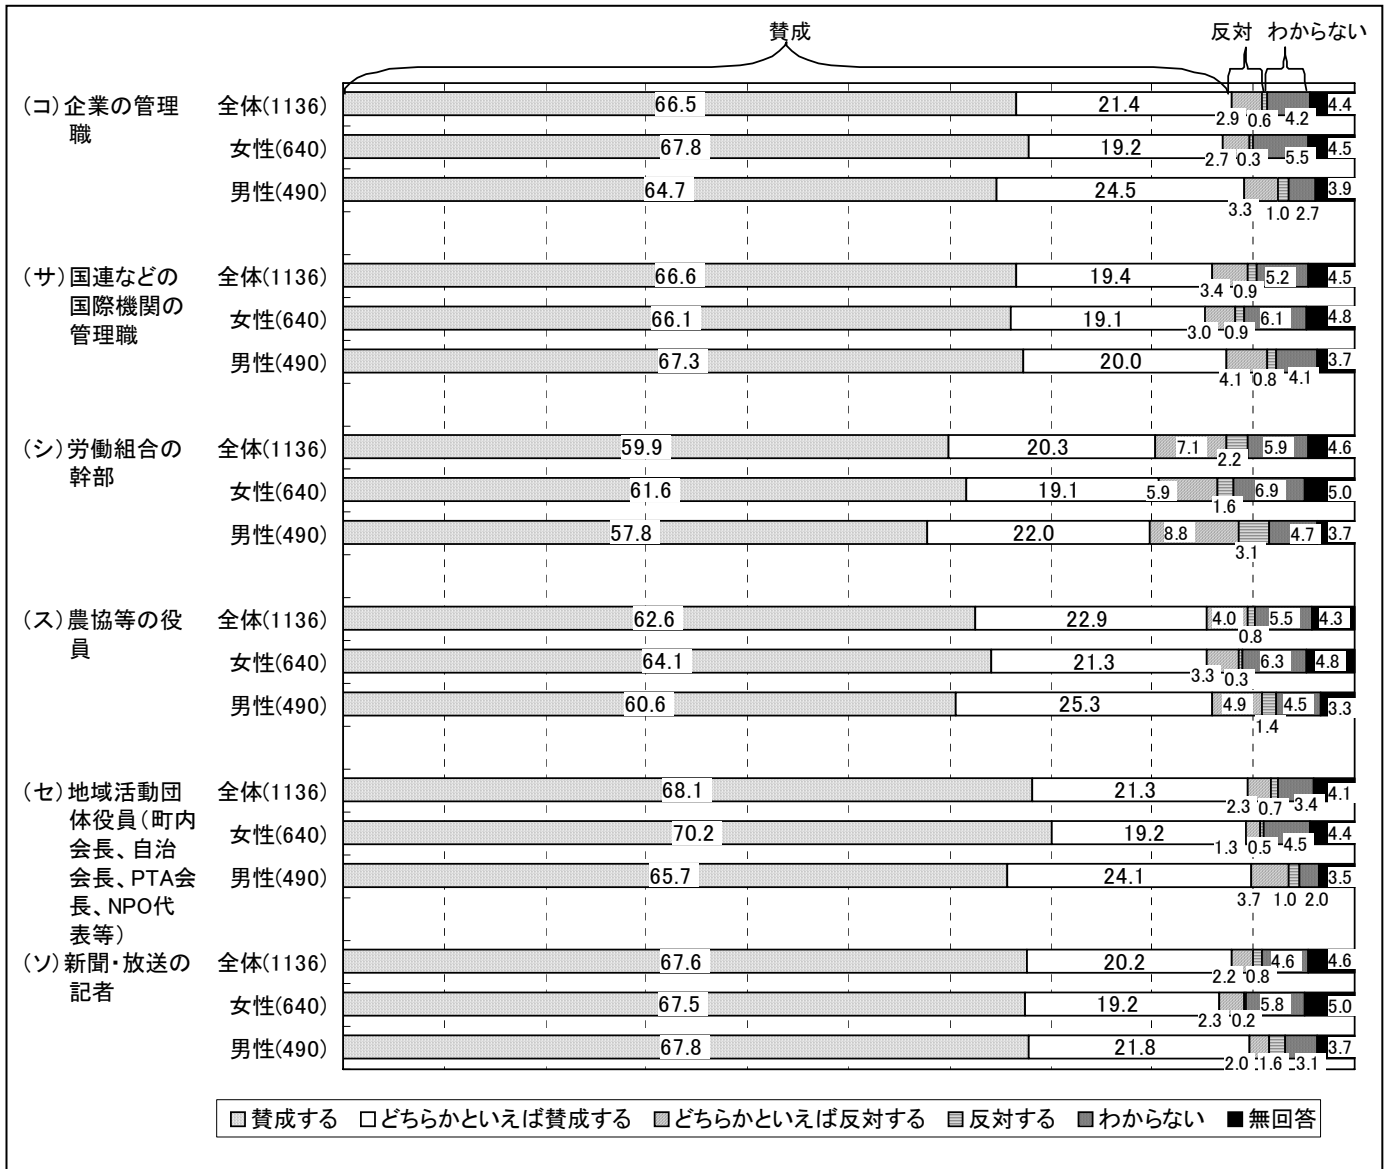 賛成 反対 わからない
(コ)企業の管理
職
全体(1136) 66.5 21.4 2.9 0.6 4.2 4.4
女性(640) 67.8 19.2 2.7 0.3 5.5 4.5
男性(490) 64.7 24.5 3.3 1.0 2.7 3.9
(サ)国連などの
国際機関の
管理職
全体(1136) 66.6 19.4 3.4 0.9 5.2 4.5
女性(640) 66.1 19.1 3.0 0.9 6.1 4.8
男性(490) 67.3 20.0 4.1 0.8 4.1 3.7
(シ)労働組合の
幹部
全体(1136) 59.9 20.3 7.1 2.2 5.9 4.6
女性(640) 61.6 19.1 5.9 1.6 6.9 5.0
男性(490) 57.8 22.0 8.8 3.1 4.7 3.7
(ス)農協等の役
員
全体(1136) 62.6 22.9 4.0 0.8 5.5 4.3
女性(640) 64.1 21.3 3.3 0.3 6.3 4.8
男性(490) 60.6 25.3 4.9 1.4 4.5 3.3
(セ)地域活動団
体役員(町内
会長、自治
会長、PTA会
長、NPO代
表等)
全体(1136) 68.1 21.3 2.3 0.7 3.4 4.1
女性(640) 70.2 19.2 1.3 0.5 4.5 4.4
男性(490) 65.7 24.1 3.7 1.0 2.0 3.5
(ソ)新聞・放送の
記者
全体(1136) 67.6 20.2 2.2 0.8 4.6 4.6
女性(640) 67.5 19.2 2.3 0.2 5.8 5.0
男性(490) 67.8 21.8 2.0 1.6 3.1 3.7
賛成する どちらかといえば賛成する どちらかといえば反対する 反対する わからない 無回答